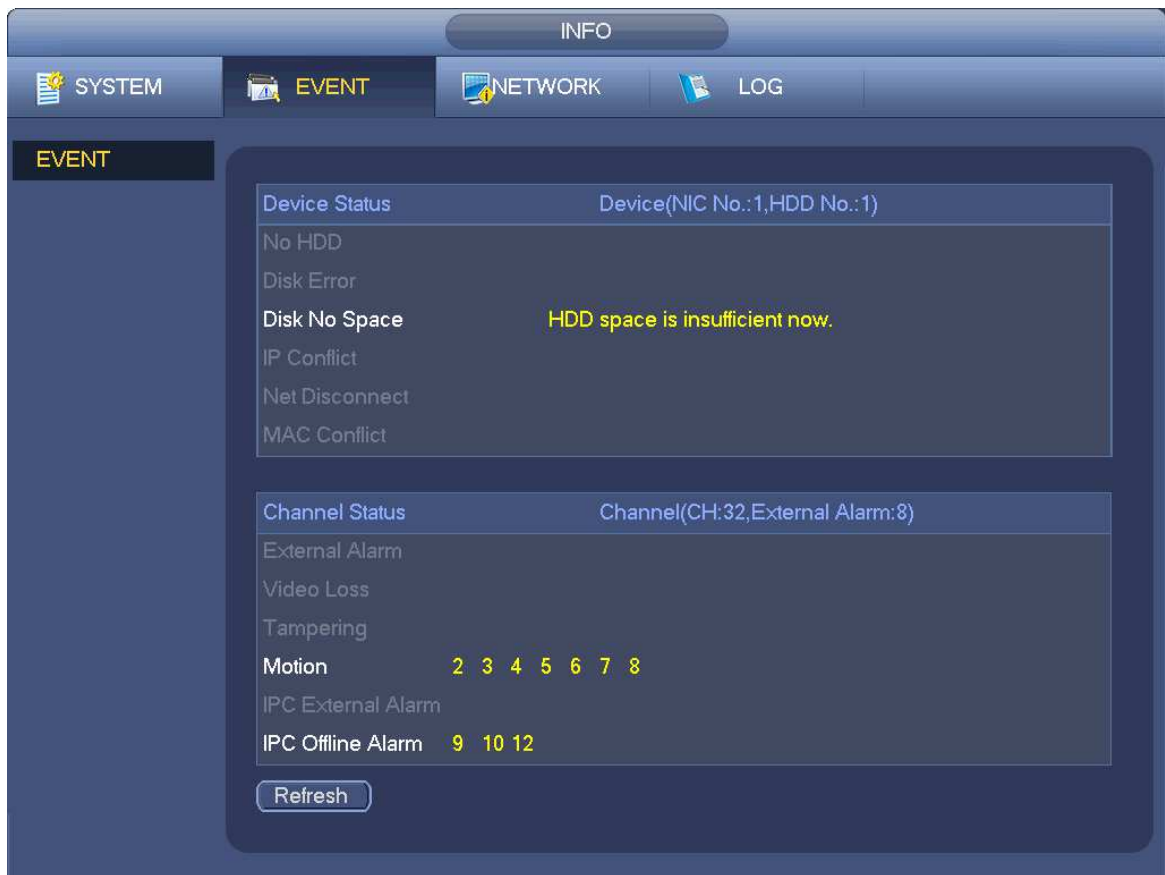 INFO
SYSTEM EVENT NETWORK LOG
EVENT
Device Status Device(NIC No.:1,HDD No.:1)
No HDD
Disk Error
Disk No Space HDD space is insufficient now.
IP Conflict
Net Disconnect
MAC Conflict
Channel Status Channel(CH:32,External Alarm:8)
External Alarm
Video Loss
Tampering
Motion 2 3 4 5 6 7 8
IPC External Alarm
IPC Offline Alarm 9 10 12
Refresh